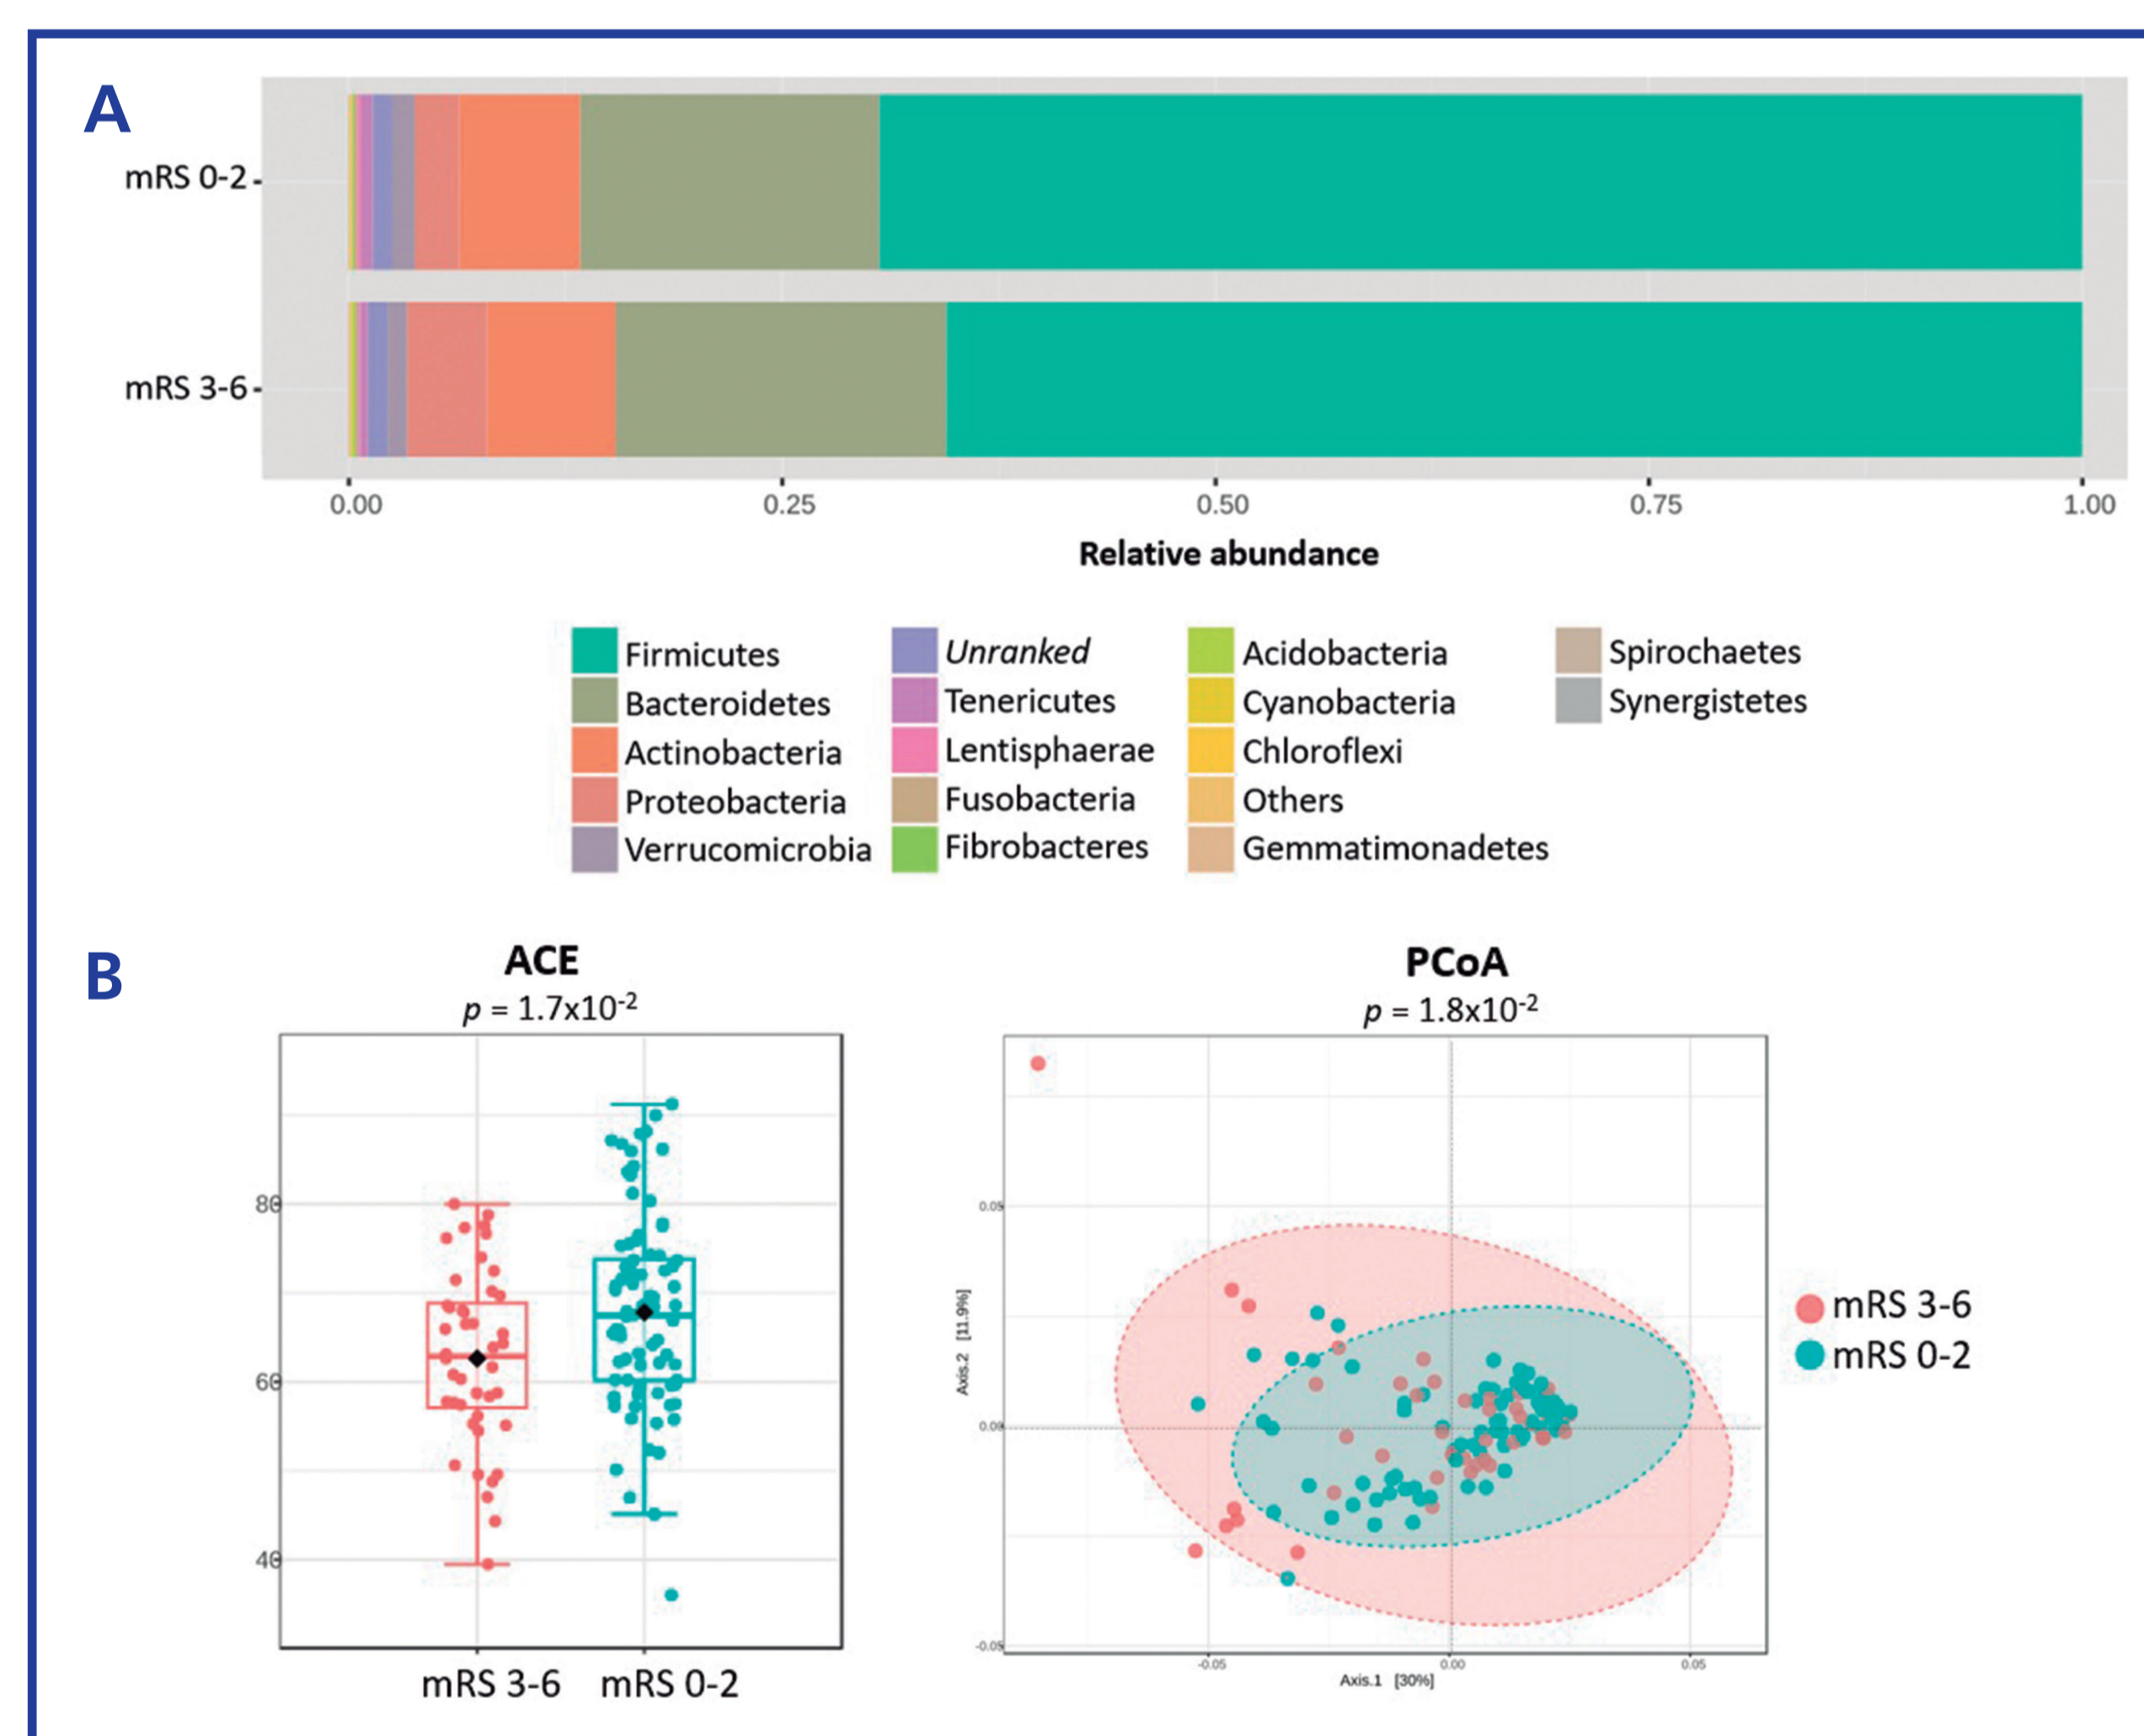 A
mRS 0-2
mRS 3-6
0.00 0.25 0.50 0.75 1.00
Relative abundance
Firmicutes
Bacteroidetes
Actinobacteria
Proteobacteria
Verrucomicrobia
Unranked
Tenericutes
Lentisphaerae
Fusobacteria
Fibrobacteres
Acidobacteria
Cyanobacteria
Chloroflexi
Others
Gemmatimonadetes
Spirochaetes
Synergistetes
B
ACE
p = 1.7x10-2
80
60
40
mRS 3-6 mRS 0-2
PCoA
p = 1.8x10-2
Axis.2 [11.9%]
0.05
0.00
-0.05
-0.05 0.00 0.05
Axis.1 [30%]
mRS 3-6
mRS 0-2